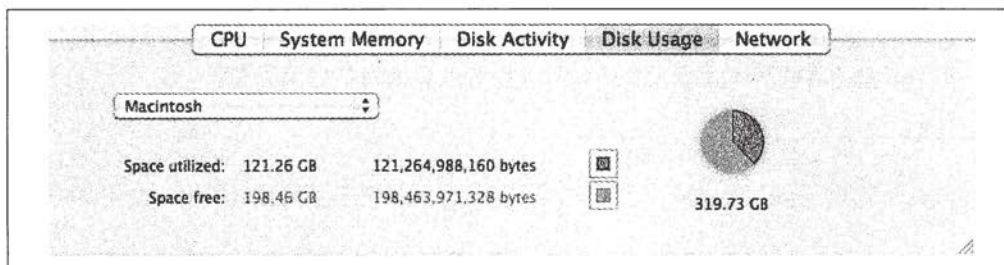 CPU System Memory Disk Activity Disk Usage Network
Macintosh
Space utilized: 121.26 GB 121,264,988,160 bytes
Space free: 198.46 GB 198,463,971,328 bytes
319.73 GB